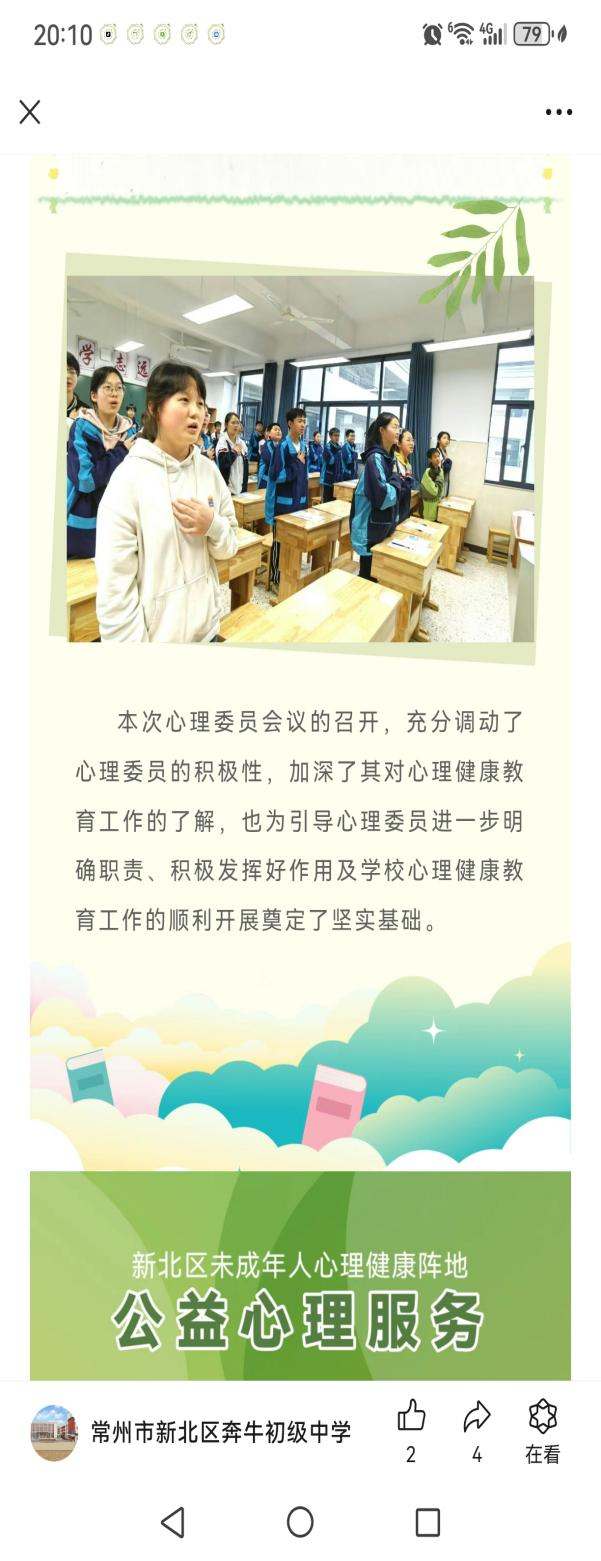 20:10
6
4G
79
学
志
远
本次心理委员会议的召开，充分调动了
心理委员的积极性，加深了其对心理健康教
育工作的了解，也为引导心理委员进一步明
确职责、积极发挥好作用及学校心理健康教
育工作的顺利开展奠定了坚实基础。
新北区未成年人心理健康阵地
公益心理服务
常州市新北区奔牛初级中学
2
4
在看